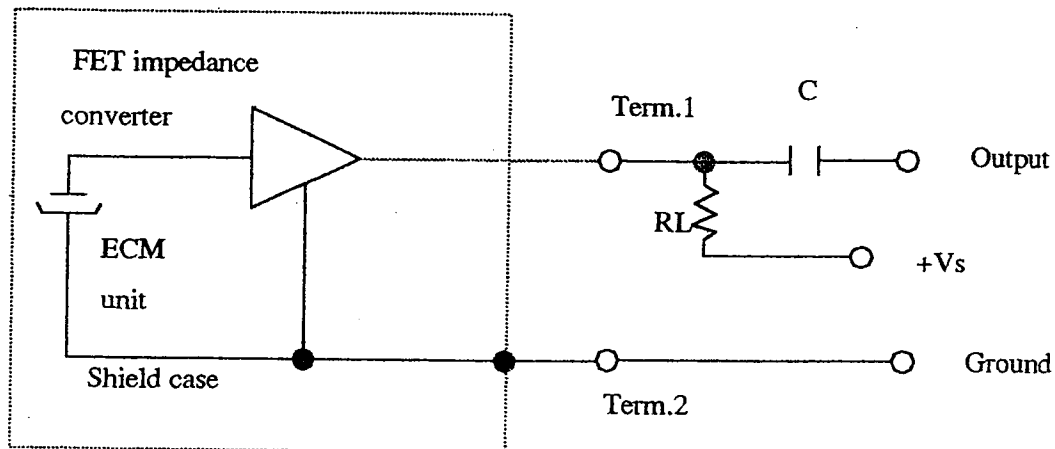 FET impedance
converter
ECM
unit
Shield case
Term.1
C
Output
RL
+Vs
Ground
Term.2